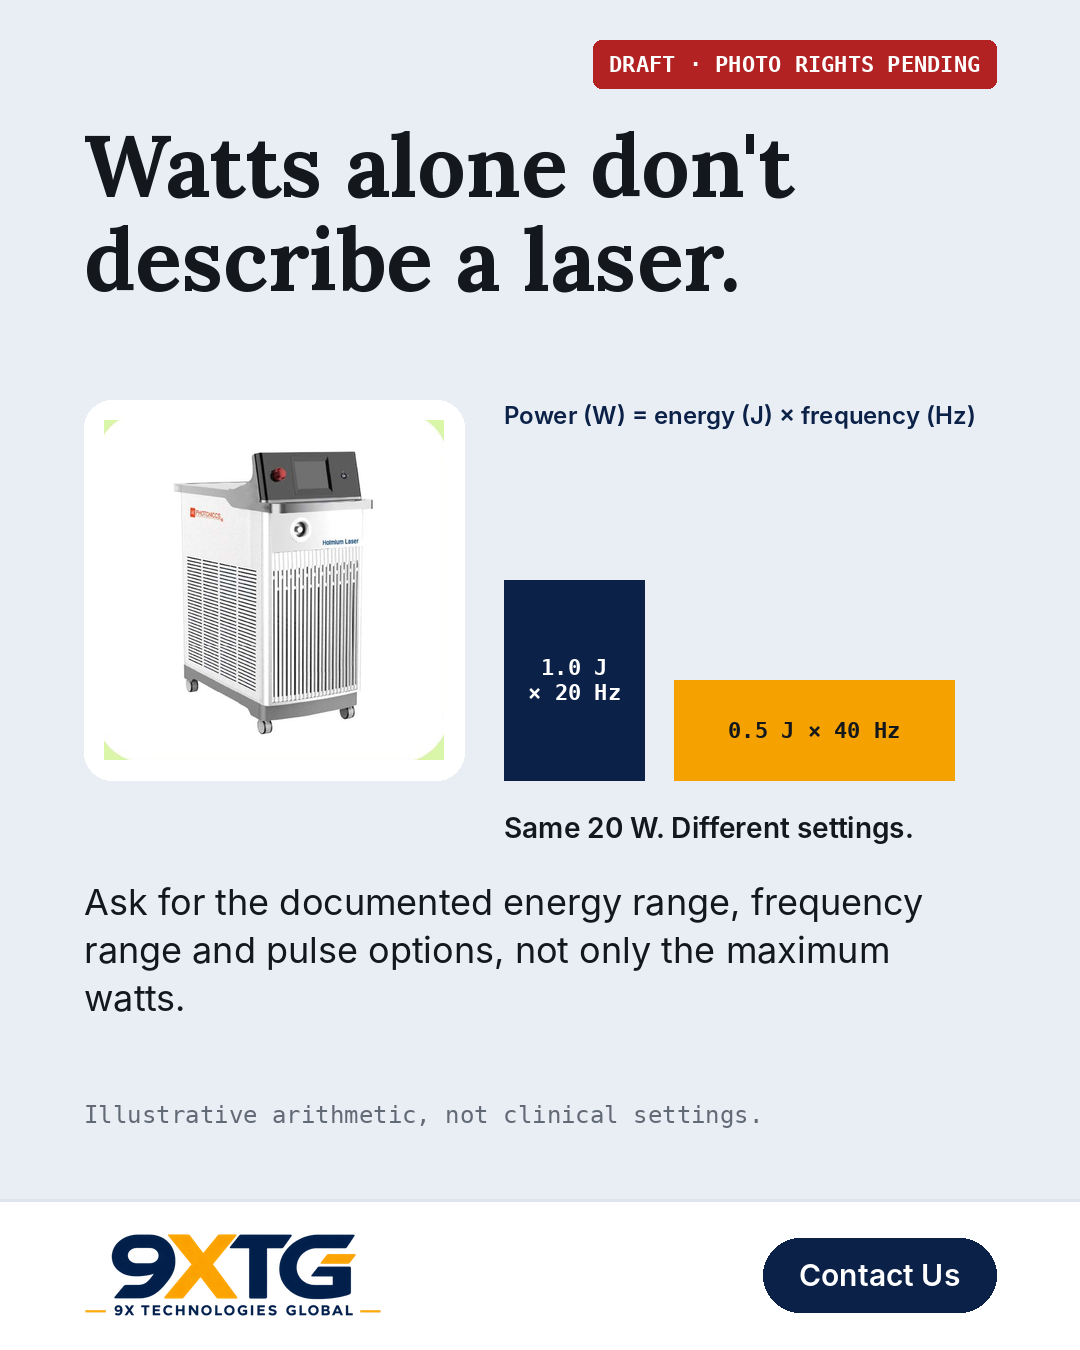 DRAFT · PHOTO RIGHTS PENDING
Watts alone don't
describe a laser.
Power (W) = energy (J) × frequency (Hz)
Holmium Laser
1.0 J
× 20 Hz
0.5 J × 40 Hz
Same 20 W. Different settings.
Ask for the documented energy range, frequency
range and pulse options, not only the maximum
watts.
Illustrative arithmetic, not clinical settings.
9XTG
9X TECHNOLOGIES GLOBAL
Contact Us